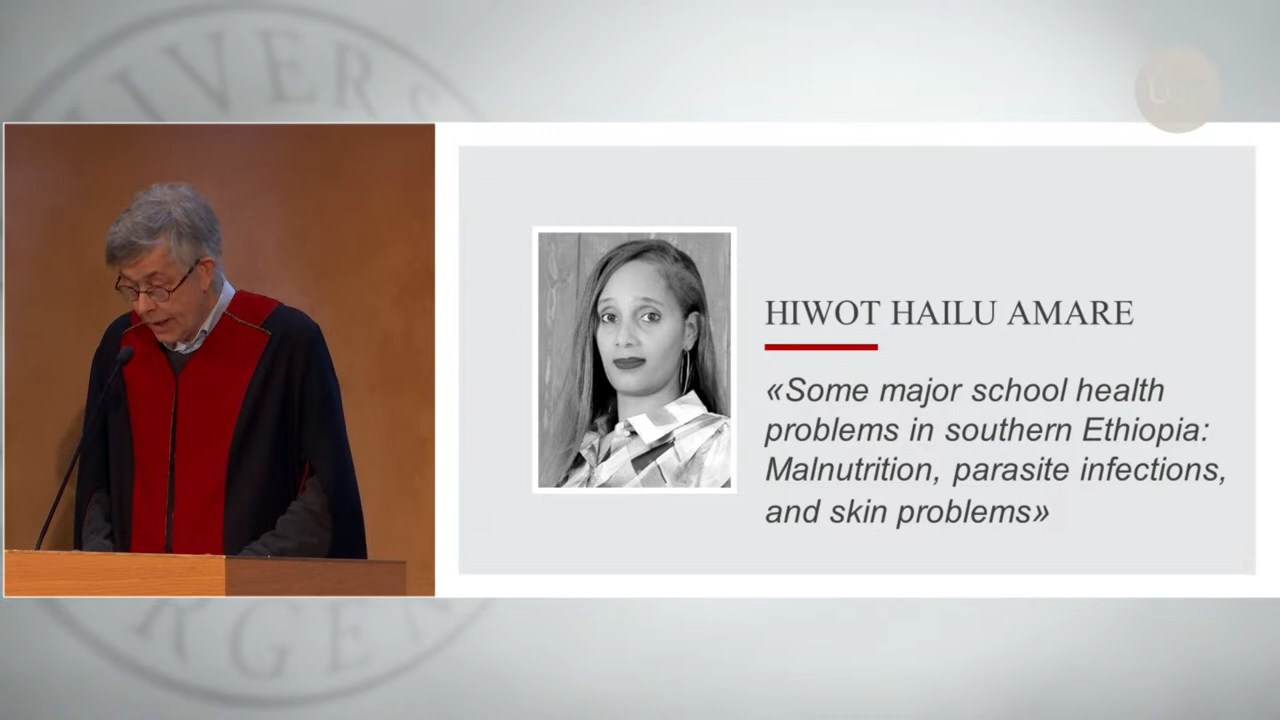 HIWOT HAILU AMARE
«Some major school health
problems in southern Ethiopia:
Malnutrition, parasite infections,
and skin problems»